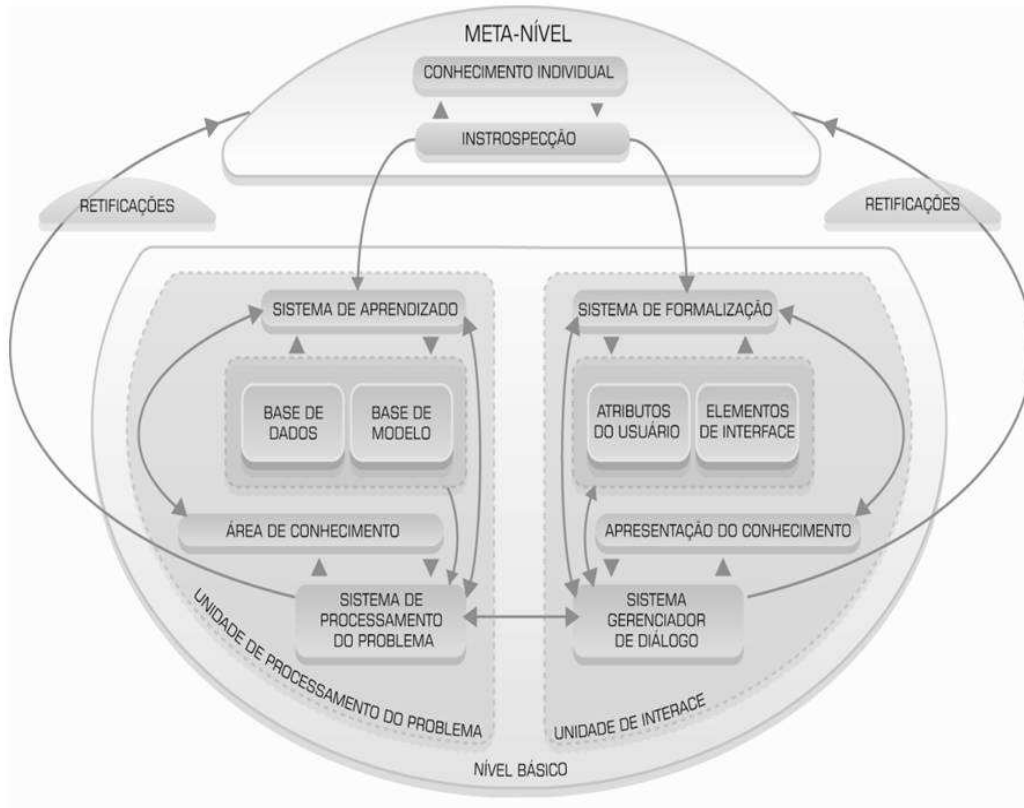 META-NÍVEL
CONHECIMENTO INDIVIDUAL
INSTROSPECÇÃO
RETIFICAÇÕES
RETIFICAÇÕES
SISTEMA DE APRENDIZADO
SISTEMA DE FORMALIZAÇÃO
BASE DE
DADOS
BASE DE
MODELO
ATRIBUTOS
DO USUÁRIO
ELEMENTOS
DE INTERFACE
ÁREA DE CONHECIMENTO
APRESENTAÇÃO DO CONHECIMENTO
SISTEMA DE
PROCESSAMENTO
DO PROBLEMA
SISTEMA
GERENCIADOR
DE DIÁLOGO
UNIDADE DE PROCESSAMENTO DO PROBLEMA
UNIDADE DE INTERACE
NÍVEL BÁSICO